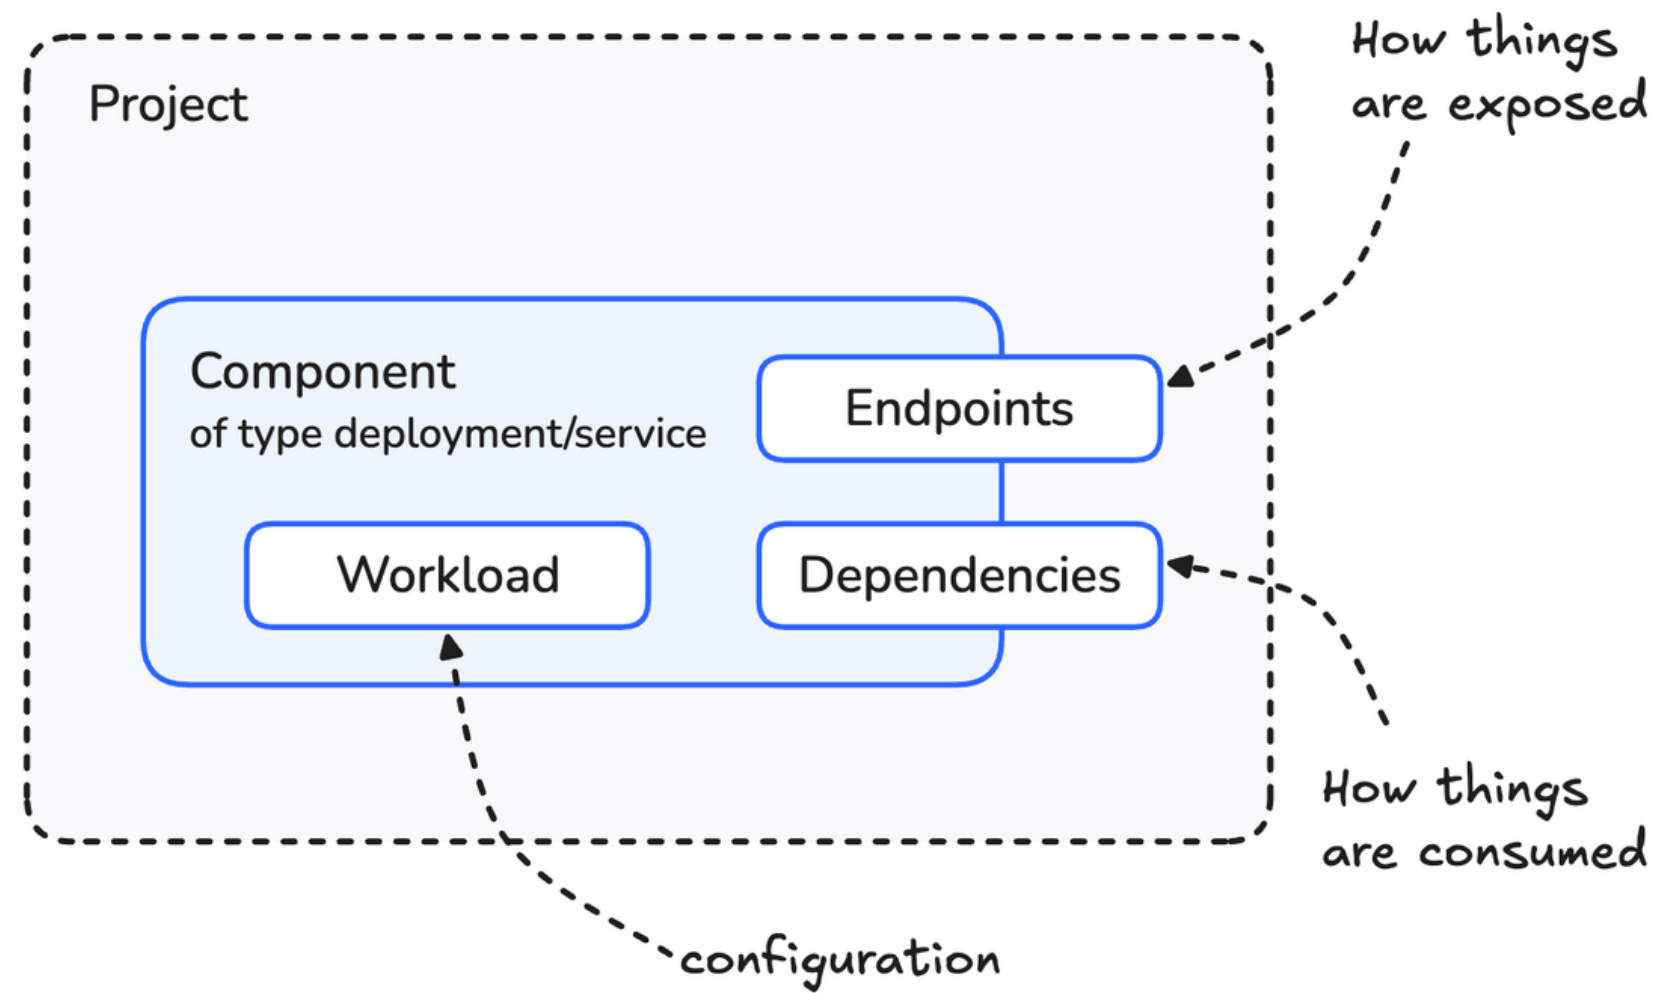 How things
are exposed
Project
Component
of type deployment/service
Endpoints
Workload
Dependencies
How things
are consumed
configuration